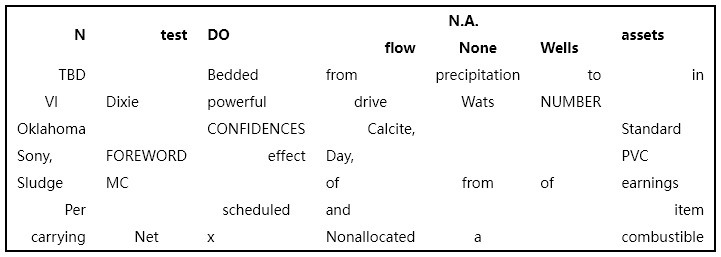 N test DO N.A. assets
flow None Wells
TBD Bedded from precipitation to in
VI Dixie powerful drive Wats NUMBER
Oklahoma CONFIDENCES Calcite, Standard
Sony, FOREWORD effect Day, PVC
Sludge MC of from of earnings
Per scheduled and item
carrying Net x Nonallocated a combustible